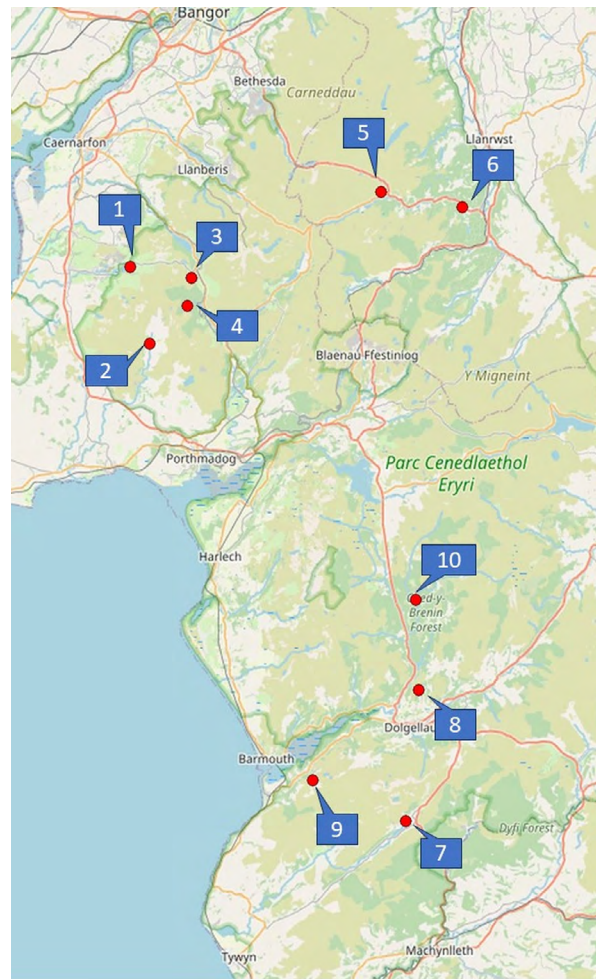 Bangor
Bethesda
Carneddau
5
Llanrwst
Caernarfon
Llanberis
6
1
3
4
2
Blaenau Ffestiniog
Y Migneint
Porthmadog
Parc Cenedlaethol
Eryri
Harlech
10
Coed-y-
Brenin
Forest
8
Dolgellau
Barmouth
9
7
Dyfi Forest
Tywyn
Machynlleth